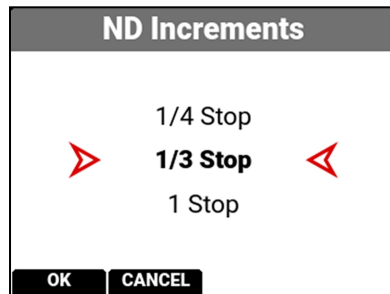 ND Increments
1/4 Stop
1/3 Stop
1 Stop
OK CANCEL